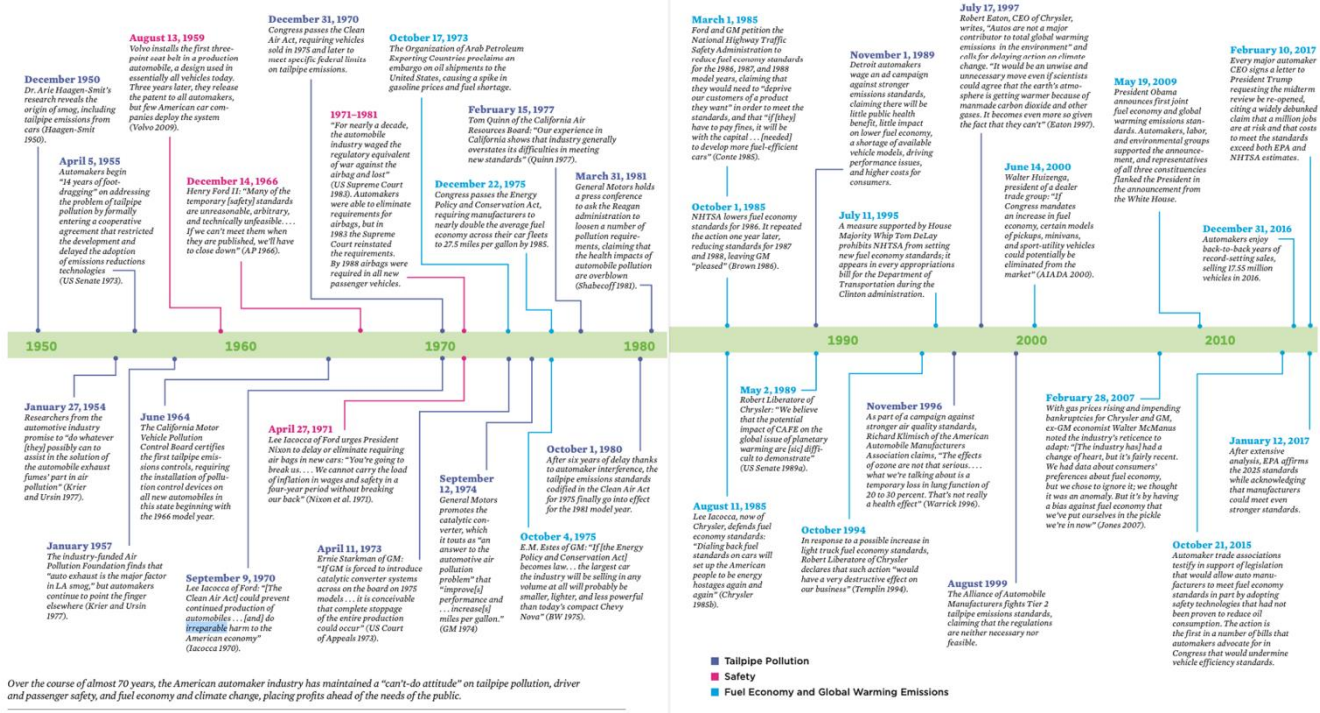 December 1950
Dr. Arie Haagen-Smit's
research reveals the
origin of smog, including
tailpipe emissions from
cars (Haagen-Smit
1950).
April 5, 1955
Automakers begin
"14 years of foot-
dragging" on addressing
the problem of tailpipe
pollution by formally
entering a cooperative
agreement that restricted
the development and
delayed the adoption
of emissions reductions
technologies
(US Senate 1973).
August 13, 1959
Volvo installs the first three-
point seat belt in a production
automobile, a design used in
essentially all vehicles today.
Three years later, they release
the patent to all automakers,
but few American car com-
panies deploy the system
(Volvo 2009).
December 14, 1966
Henry Ford II: "Many of the
temporary [safety] standards
are unreasonable, arbitrary,
and technically unfeasible....
If we can't meet them when
they are published, we'll have
to close down" (AP 1966).
December 31, 1970
Congress passes the Clean
Air Act, requiring vehicles
sold in 1975 and later to
meet specific federal limits
on tailpipe emissions.
1971–1981
"For nearly a decade,
the automobile
industry waged the
regulatory equivalent
of war against the
airbag and lost"
(US Supreme Court
1983). Automakers
were able to eliminate
requirements for
airbags, but in
1983 the Supreme
Court reinstated
the requirements.
By 1988 airbags were
required in all new
passenger vehicles.
October 17, 1973
The Organization of Arab Petroleum
Exporting Countries proclaims an
embargo on oil shipments to the
United States, causing a spike in
gasoline prices and fuel shortage.
February 15, 1977
Tom Quinn of the California Air
Resources Board: "Our experience in
California shows that industry generally
overstates its difficulties in meeting
new standards" (Quinn 1977).
December 22, 1975
Congress passes the Energy
Policy and Conservation Act,
requiring manufacturers to
nearly double the average fuel
economy across their car fleets
to 27.5 miles per gallon by 1985.
March 31, 1981
General Motors holds
a press conference
to ask the Reagan
administration to
loosen a number of
pollution require-
ments, claiming that
the health impacts of
automobile pollution
are overblown
(Shabecoff 1981).
1950
1960
1970
1980
January 27, 1954
Researchers from the
automotive industry
promise to "do whatever
[they] possibly can to
assist in the solution of
the automobile exhaust
fumes' part in air
pollution" (Krier
and Ursin 1977).
January 1957
The industry-funded Air
Pollution Foundation finds
that "auto exhaust is the major factor
in LA smog," but automakers
continue to point the finger
elsewhere (Krier and Ursin
1977).
June 1964
The California Motor
Vehicle Pollution
Control Board certifies
the first tailpipe emis-
sions controls, requiring
the installation of pollu-
tion control devices on
all new automobiles in
this state beginning with
the 1966 model year.
September 9, 1970
Lee Iacocca of Ford: "[The
Clean Air Act] could prevent
continued production of
automobiles . . . [and] do
irreparable harm to the
American economy"
(Iacocca 1970).
April 27, 1971
Lee Iacocca of Ford urges President
Nixon to delay or eliminate requiring
air bags in new cars: "You're going to
break us. . . . We cannot carry the load
of inflation in wages and safety in a
four-year period without breaking
our back" (Nixon et al. 1971).
April 11, 1973
Ernie Starkman of GM:
"If GM is forced to introduce
catalytic converter systems
across on the board on 1975
models . . . it is conceivable
that complete stoppage
of the entire production
could occur" (US Court
of Appeals 1973).
September
12, 1974
General Motors
promotes the
catalytic con-
verter, which
it touts as "an
answer to the
automotive air
pollution
problem" that
"improve[s]
performance and
. . . increase[s]
miles per gallon."
(GM 1974)
October 1, 1980
After six years of delay thanks
to automaker interference, the
tailpipe emissions standards
codified in the Clean Air Act
for 1975 finally go into effect
for the 1981 model year.
October 4, 1975
E.M. Estes of GM: "If [the Energy
Policy and Conservation Act]
becomes law. . . the largest car
the industry will be selling in any
volume at all will probably be
smaller, lighter, and less powerful
than today's compact Chevy
Nova" (BW 1975).
Over the course of almost 70 years, the American automaker industry has maintained a "can't-do attitude" on tailpipe pollution, driver
and passenger safety, and fuel economy and climate change, placing profits ahead of the needs of the public.
March 1, 1985
Ford and GM petition the
National Highway Traffic
Safety Administration to
reduce fuel economy standards
for the 1986, 1987, and 1988
model years, claiming that
they would need to "deprive
our customers of a product
they want" in order to meet the
standards, and that "if [they]
have to pay fines, it will be
with the capital . . . [needed]
to develop more fuel-efficient
cars" (Conte 1985).
October 1, 1985
NHTSA lowers fuel economy
standards for 1986. It repeated
the action one year later,
reducing standards for 1987
and 1988, leaving GM
"pleased" (Brown 1986).
November 1, 1989
Detroit automakers
wage an ad campaign
against stronger
emissions standards,
claiming there will be
little public health
benefit, little impact
on lower fuel economy,
a shortage of available
vehicle models, driving
performance issues,
and higher costs for
consumers.
July 11, 1995
A measure supported by House
Majority Whip Tom DeLay
prohibits NHTSA from setting
new fuel economy standards; it
appears in every appropriations
bill for the Department of
Transportation during the
Clinton administration.
July 17, 1997
Robert Eaton, CEO of Chrysler,
writes, "Autos are not a major
contributor to total global warming
emissions in the environment" and
calls for delaying action on climate
change. "It would be an unwise and
unnecessary move even if scientists
could agree that the earth's atmo-
sphere is getting warmer because of
manmade carbon dioxide and other
gases. It becomes even more so given
the fact that they can't" (Eaton 1997).
June 14, 2000
Walter Huizenga,
president of a dealer
trade group: "If
Congress mandates
an increase in fuel
economy, certain models
of pickups, minivans,
and sport-utility vehicles
could potentially be
eliminated from the
market" (AIADA 2000).
May 19, 2009
President Obama
announces first joint
fuel economy and global
warming emissions stan-
dards. Automakers, labor,
and environmental groups
supported the announce-
ment, and representatives
of all three constituencies
flanked the President in
the announcement from
the White House.
December 31, 2016
Automakers enjoy
back-to-back years of
record-setting sales,
selling 17.55 million
vehicles in 2016.
February 10, 2017
Every major automaker
CEO signs a letter to
President Trump
requesting the midterm
review be re-opened,
citing a widely debunked
claim that a million jobs
are at risk and that costs
to meet the standards
exceed both EPA and
NHTSA estimates.
1990
2000
2010
August 11, 1985
Lee Iacocca, now of
Chrysler, defends fuel
economy standards:
"Dialing back fuel
standards on cars will
set up the American
people to be energy
hostages again and
again" (Chrysler
1985b).
May 2, 1989
Robert Liberatore of
Chrysler: "We believe
that the potential
impact of CAFE on the
global issue of planetary
warming are [sic] diffi-
cult to demonstrate"
(US Senate 1989a).
October 1994
In response to a possible increase in
light truck fuel economy standards,
Robert Liberatore of Chrysler
declares that such action "would
have a very destructive effect on
our business" (Templin 1994).
November 1996
As part of a campaign against
stronger air quality standards,
Richard Klimisch of the American
Automobile Manufacturers
Association claims, "The effects
of ozone are not that serious. . . .
what we're talking about is a
temporary loss in lung function of
20 to 30 percent. That's not really
a health effect" (Warrick 1996).
August 1999
The Alliance of Automobile
Manufacturers fights Tier 2
tailpipe emissions standards,
claiming that the regulations
are neither necessary nor
feasible.
February 28, 2007
With gas prices rising and impending
bankruptcies for Chrysler and GM,
ex-GM economist Walter McManus
noted the industry's reticence to
adapt: "[The industry has] had a
change of heart, but it's fairly recent.
We had data about consumers'
preferences about fuel economy,
but we chose to ignore it; we thought
it was an anomaly. But it's by having
a bias against fuel economy that
we've put ourselves in the pickle
we're in now" (Jones 2007).
October 21, 2015
Automaker trade associations
testify in support of legislation
that would allow auto manu-
facturers to meet fuel economy
standards in part by adopting
safety technologies that had not
been proven to reduce oil
consumption. The action is
the first in a number of bills that
automakers advocate for in
Congress that would undermine
vehicle efficiency standards.
January 12, 2017
After extensive
analysis, EPA affirms
the 2025 standards
while acknowledging
that manufacturers
could meet even
stronger standards.
Tailpipe Pollution
Safety
Fuel Economy and Global Warming Emissions